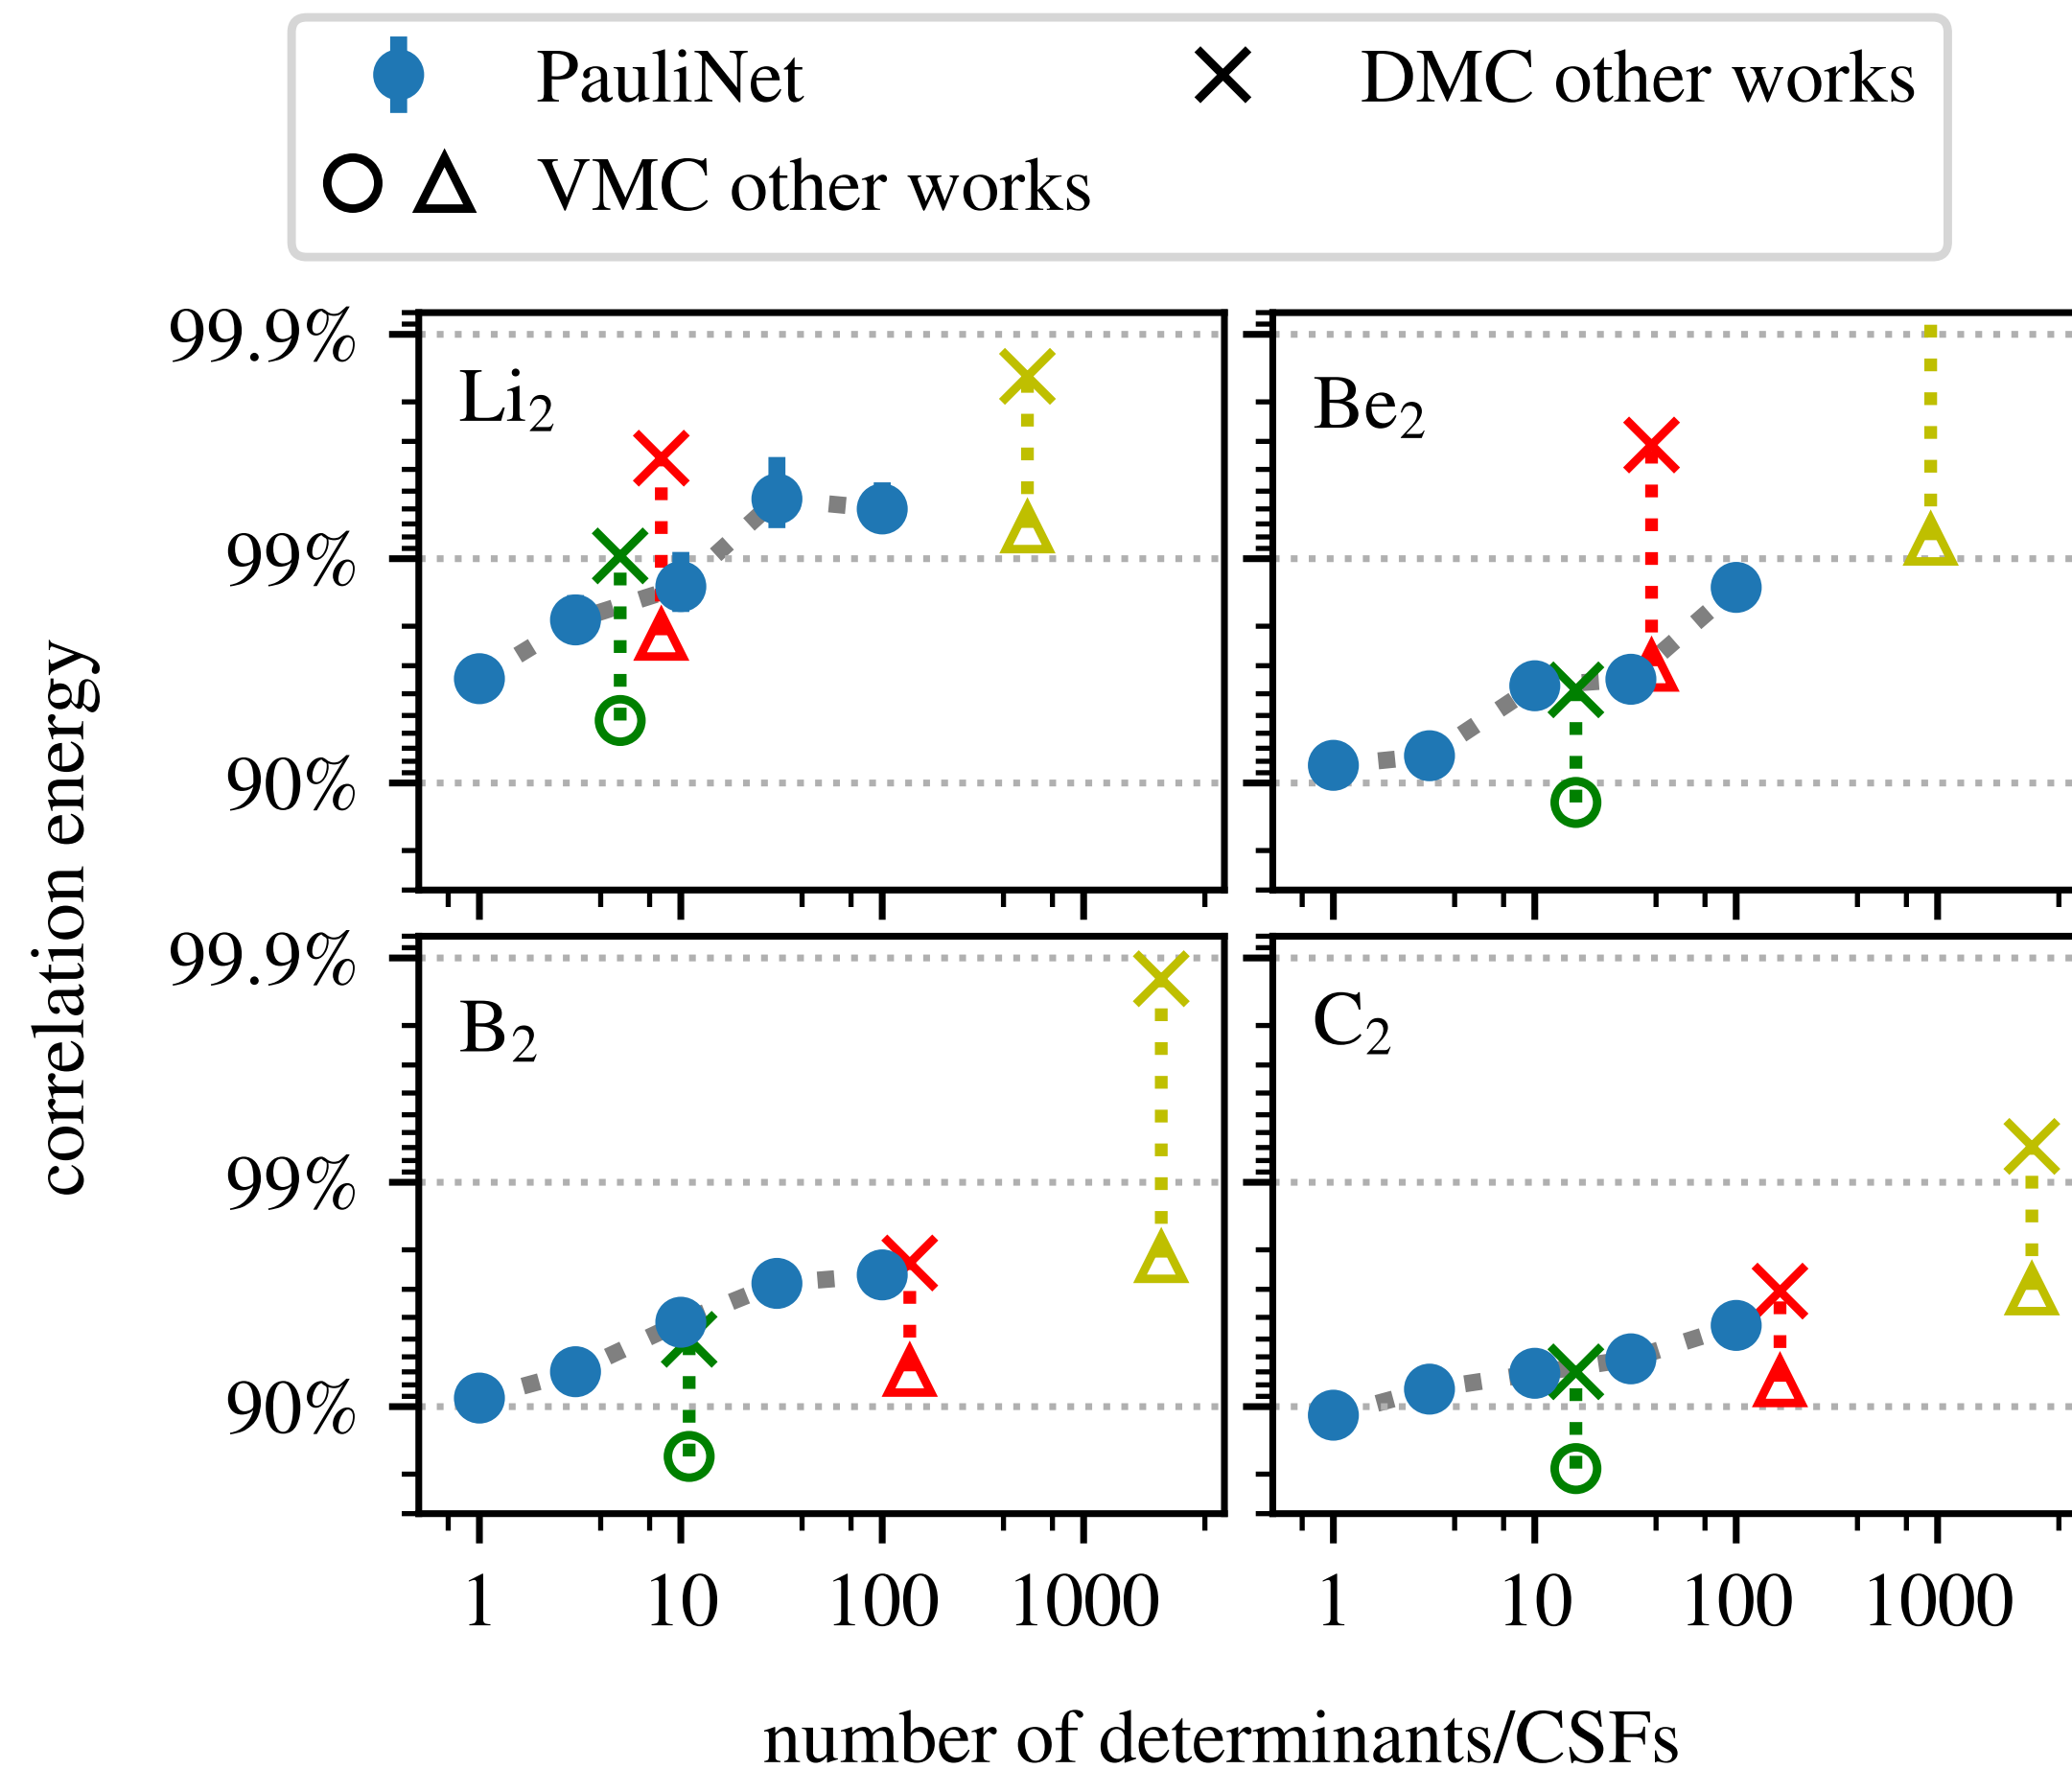 PauliNet
DMC other works
VMC other works
correlation energy
99.9%
99%
90%
Li₂
Be₂
99.9%
99%
90%
B₂
C₂
1 10 100 1000
1 10 100 1000
number of determinants/CSFs